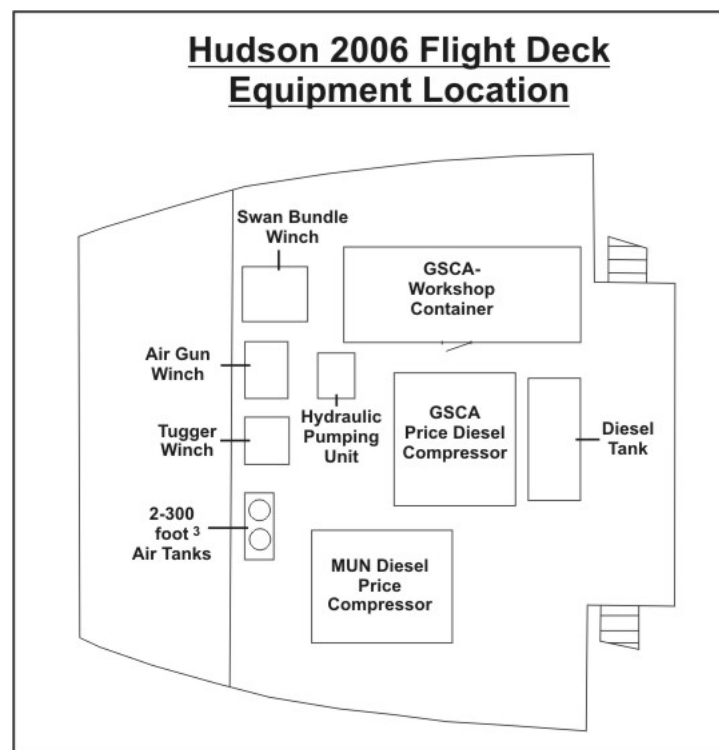 Hudson 2006 Flight Deck
Equipment Location
Swan Bundle
Winch
GSCA-
Workshop
Container
Air Gun
Winch
Hydraulic
Pumping
Unit
GSCA
Price Diesel
Compressor
Diesel
Tank
Tugger
Winch
2-300
foot ³
Air Tanks
MUN Diesel
Price
Compressor